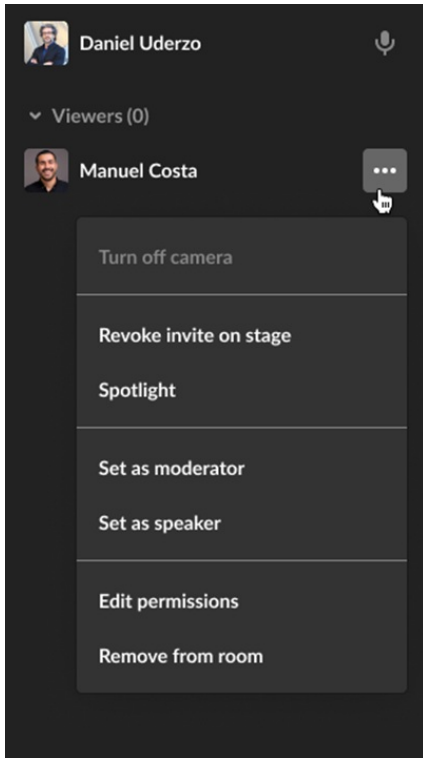 Daniel Uderzo
Viewers (0)
Manuel Costa
Turn off camera
Revoke invite on stage
Spotlight
Set as moderator
Set as speaker
Edit permissions
Remove from room